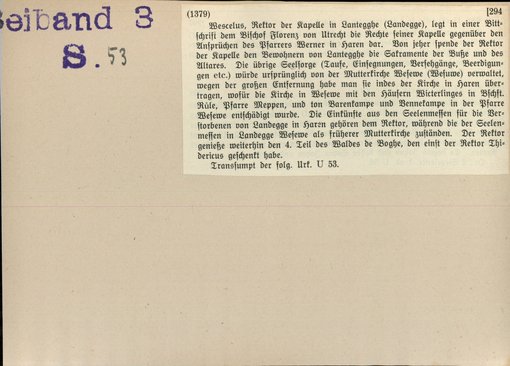 Beiband 3
S. 53
(1379) [294
Wescelus, Rektor der Kapelle in Lantegghe (Landegge), legt in einer Bitt-
schrift dem Bischof Florenz von Utrecht die Rechte seiner Kapelle gegenüber den
Ansprüchen des Pfarrers Werner in Haren dar. Von jeher spende der Rektor
der Kapelle den Bewohnern von Lantegghe die Sakramente der Buße und des
Altares. Die übrige Seelsorge (Taufe, Einsegnungen, Versehgänge, Beerdigun-
gen etc.) würde ursprünglich von der Mutterkirche Wesewe (Wesuwe) verwaltet,
wegen der großen Entfernung habe man sie indes der Kirche in Haren über-
tragen, wofür die Kirche in Wesewe mit den Häusern Wicterlinges in Bschft.
Rüle, Pfarre Meppen, und ton Barenkampe und Vennekampe in der Pfarre
Wesewe entschädigt wurde. Die Einkünfte aus den Seelenmessen für die Ver-
storbenen von Landegge in Haren gehören dem Rektor, während die der Seelen-
messen in Landegge Wesewe als früherer Mutterkirche zuständen. Der Rektor
genieße weiterhin den 4. Teil des Waldes de Boghe, den einst der Rektor Thi-
dericus geschenkt habe.
Transsumpt der folg. Urk. U 53.